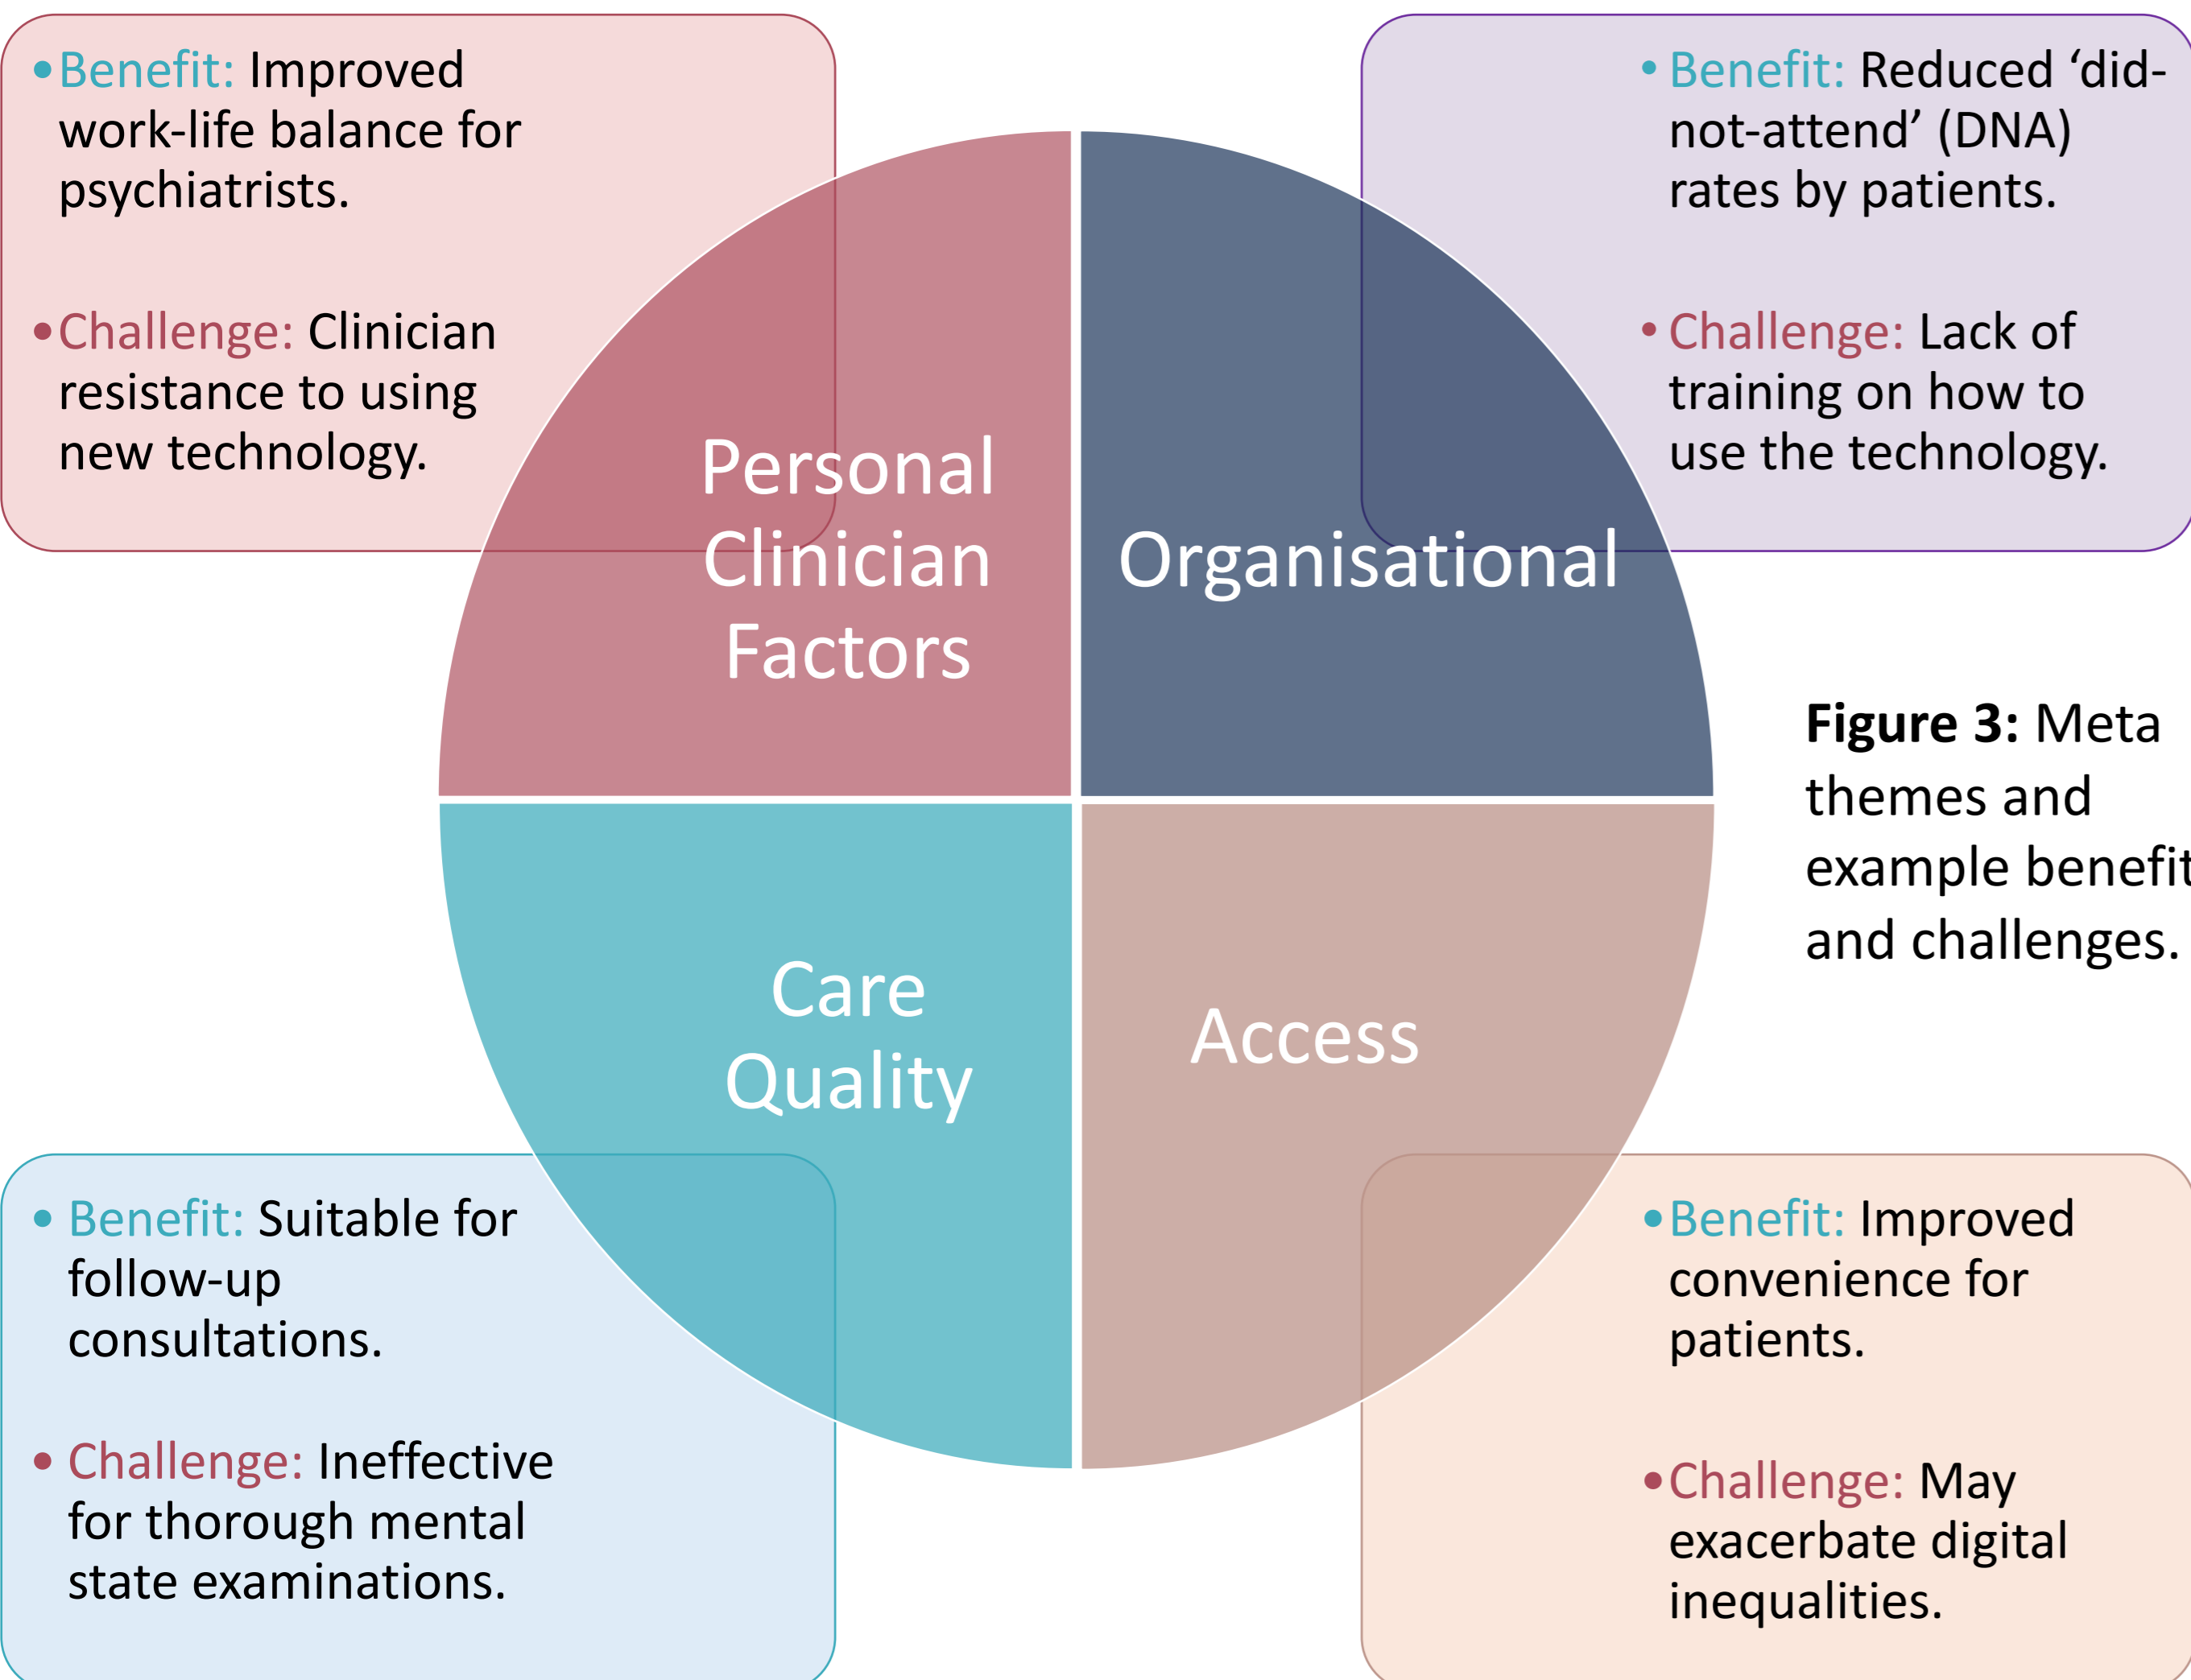 •Benefit: Improved
work-life balance for
psychiatrists.
•Challenge: Clinician
resistance to using
new technology.
• Benefit: Reduced ‘did-
not-attend’ (DNA)
rates by patients.
• Challenge: Lack of
training on how to
use the technology.
Personal
Clinician
Factors
Organisational
Figure 3: Meta
themes and
example benefit
and challenges.
Care
Quality
Access
• Benefit: Suitable for
follow-up
consultations.
• Challenge: Ineffective
for thorough mental
state examinations.
•Benefit: Improved
convenience for
patients.
•Challenge: May
exacerbate digital
inequalities.